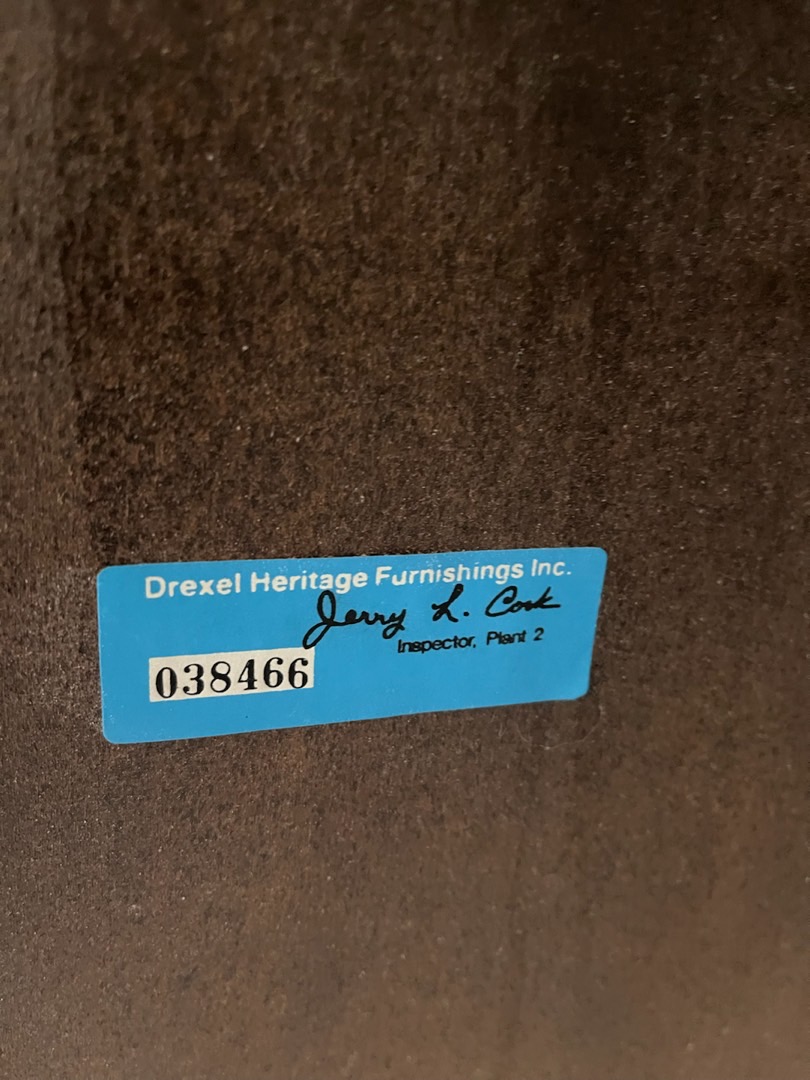 Drexel Heritage Furnishings Inc.
Jerry L. Cook
Inspector, Plant 2
038466